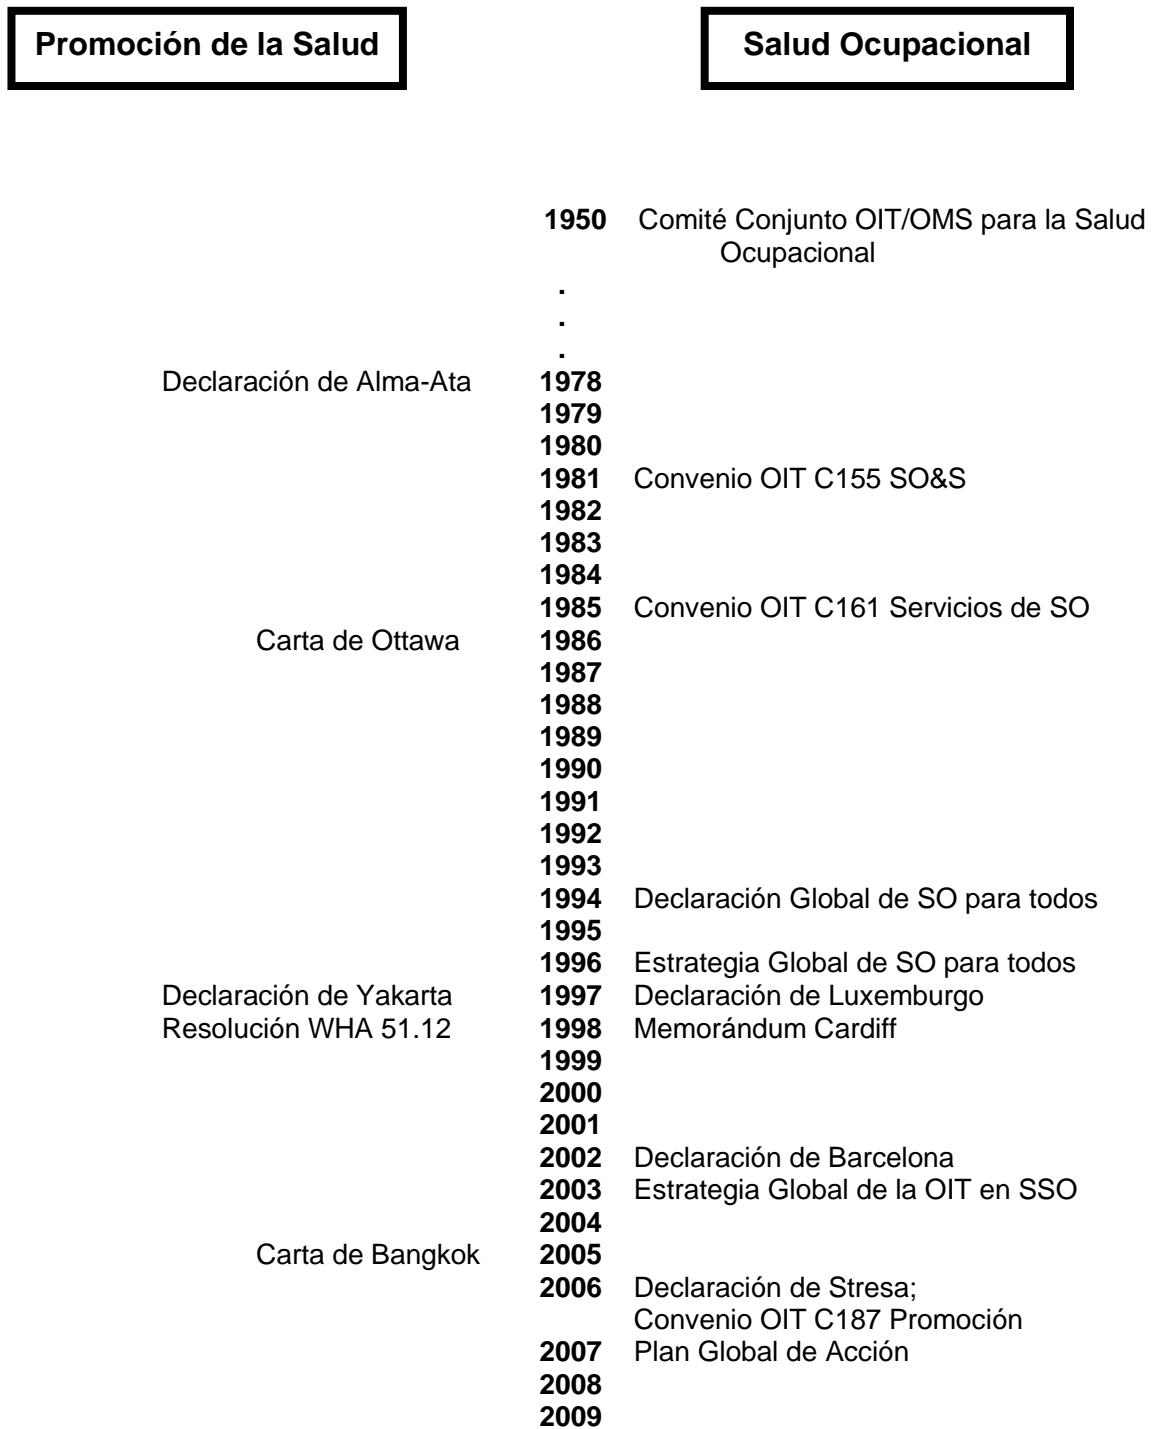 Promoción de la Salud    Salud Ocupacional
1950    Comité Conjunto OIT/OMS para la Salud
Ocupacional
.
.
.
Declaración de Alma-Ata    1978
1979
1980
1981    Convenio OIT C155 SO&S
1982
1983
1984
1985    Convenio OIT C161 Servicios de SO
Carta de Ottawa    1986
1987
1988
1989
1990
1991
1992
1993
1994    Declaración Global de SO para todos
1995
1996    Estrategia Global de SO para todos
Declaración de Yakarta    1997    Declaración de Luxemburgo
Resolución WHA 51.12    1998    Memorándum Cardiff
1999
2000
2001
2002    Declaración de Barcelona
2003    Estrategia Global de la OIT en SSO
2004
Carta de Bangkok    2005
2006    Declaración de Stresa;
Convenio OIT C187 Promoción
2007    Plan Global de Acción
2008
2009